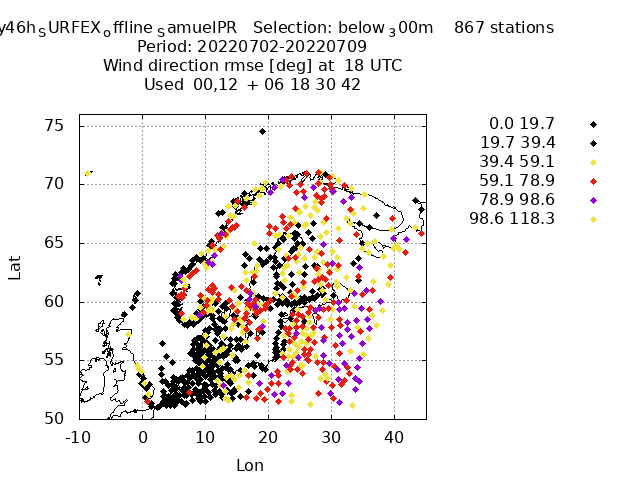 y46h_SURFEX_offline_SamuelPR Selection: below_300m 867 stations
Period: 20220702-20220709
Wind direction rmse [deg] at 18 UTC
Used 00,12 + 06 18 30 42
0.0 19.7
19.7 39.4
39.4 59.1
59.1 78.9
78.9 98.6
98.6 118.3
75
70
65
60
55
50
Lat
-10 0 10 20 30 40
Lon